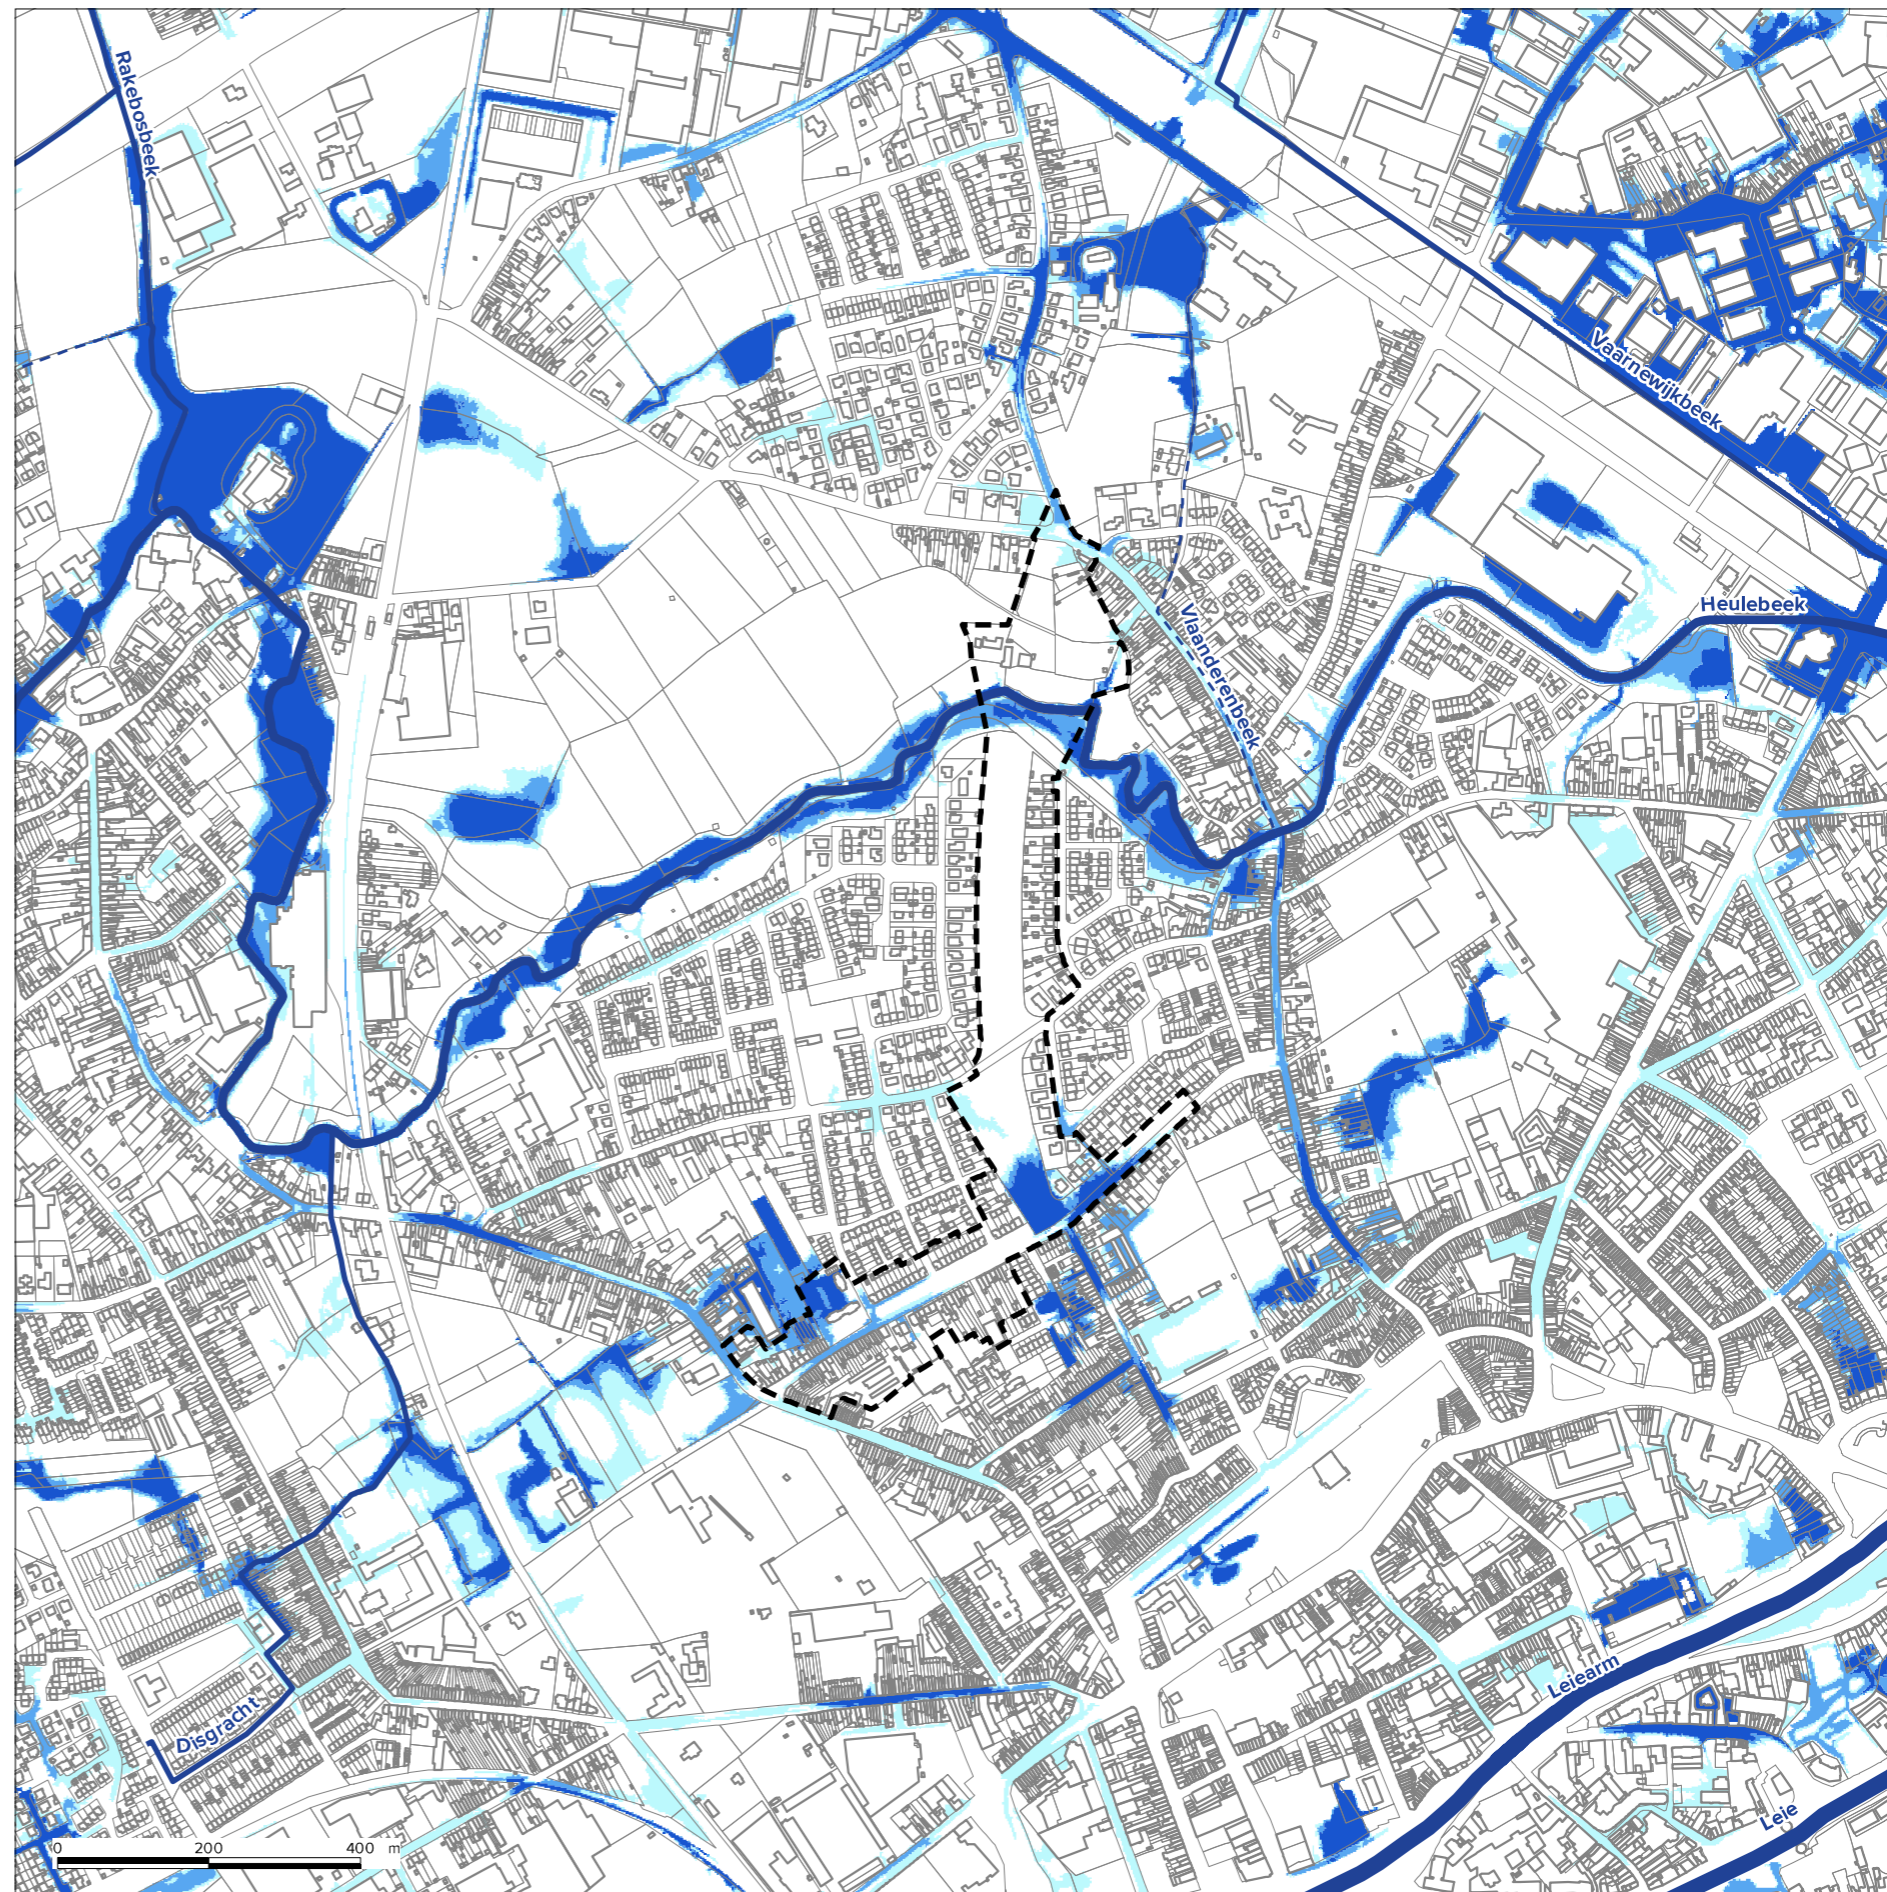 Rakebosbeek
Vaarnewijkbeek
Heulebeek
Vlaanderenbeek
Leiearm
Disgracht
Leie
0 200 400 m